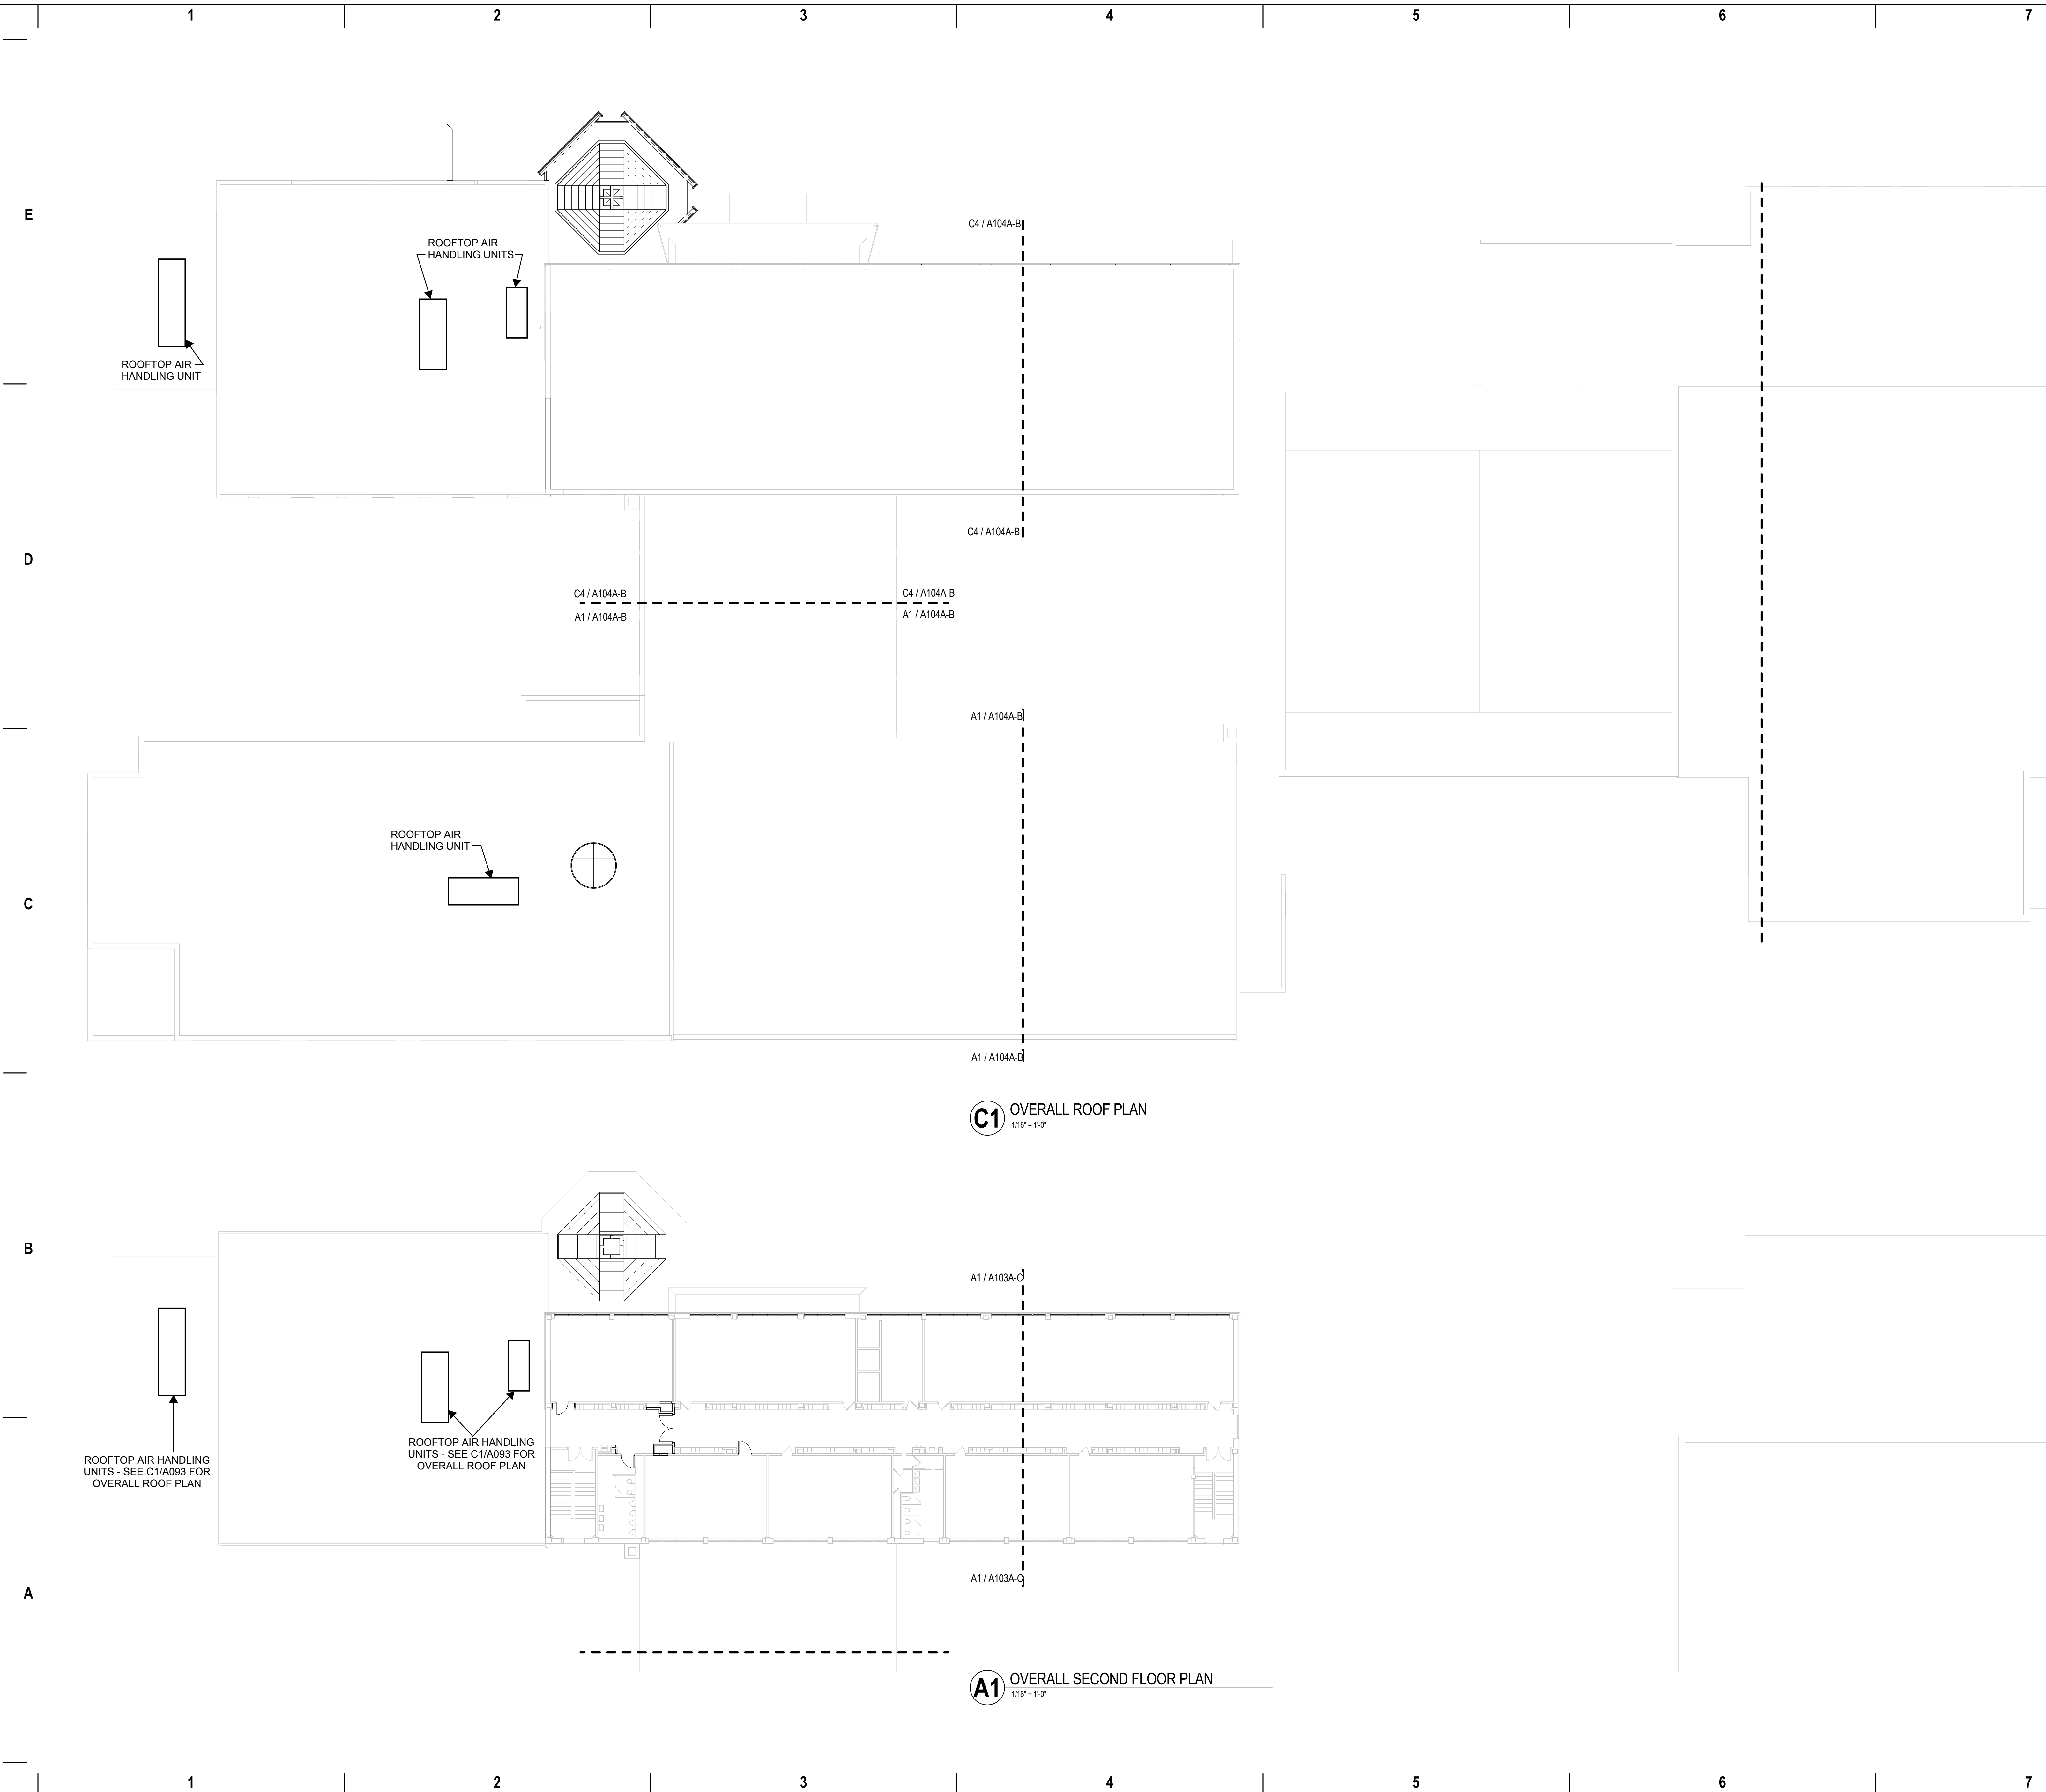 1 2 3 4 5 6 7
E
ROOFTOP AIR
HANDLING UNITS
C4 / A104A-B
ROOFTOP AIR
HANDLING UNIT
C4 / A104A-B
D
C4 / A104A-B C4 / A104A-B
A1 / A104A-B A1 / A104A-B
A1 / A104A-B
ROOFTOP AIR
HANDLING UNIT
C
A1 / A104A-B
C1 OVERALL ROOF PLAN
1/16" = 1'-0"
B
A1 / A103A-C
ROOFTOP AIR HANDLING
UNITS - SEE C1/A093 FOR
OVERALL ROOF PLAN
ROOFTOP AIR HANDLING
UNITS - SEE C1/A093 FOR
OVERALL ROOF PLAN
A1 / A103A-C
A
A1 OVERALL SECOND FLOOR PLAN
1/16" = 1'-0"
1 2 3 4 5 6 7